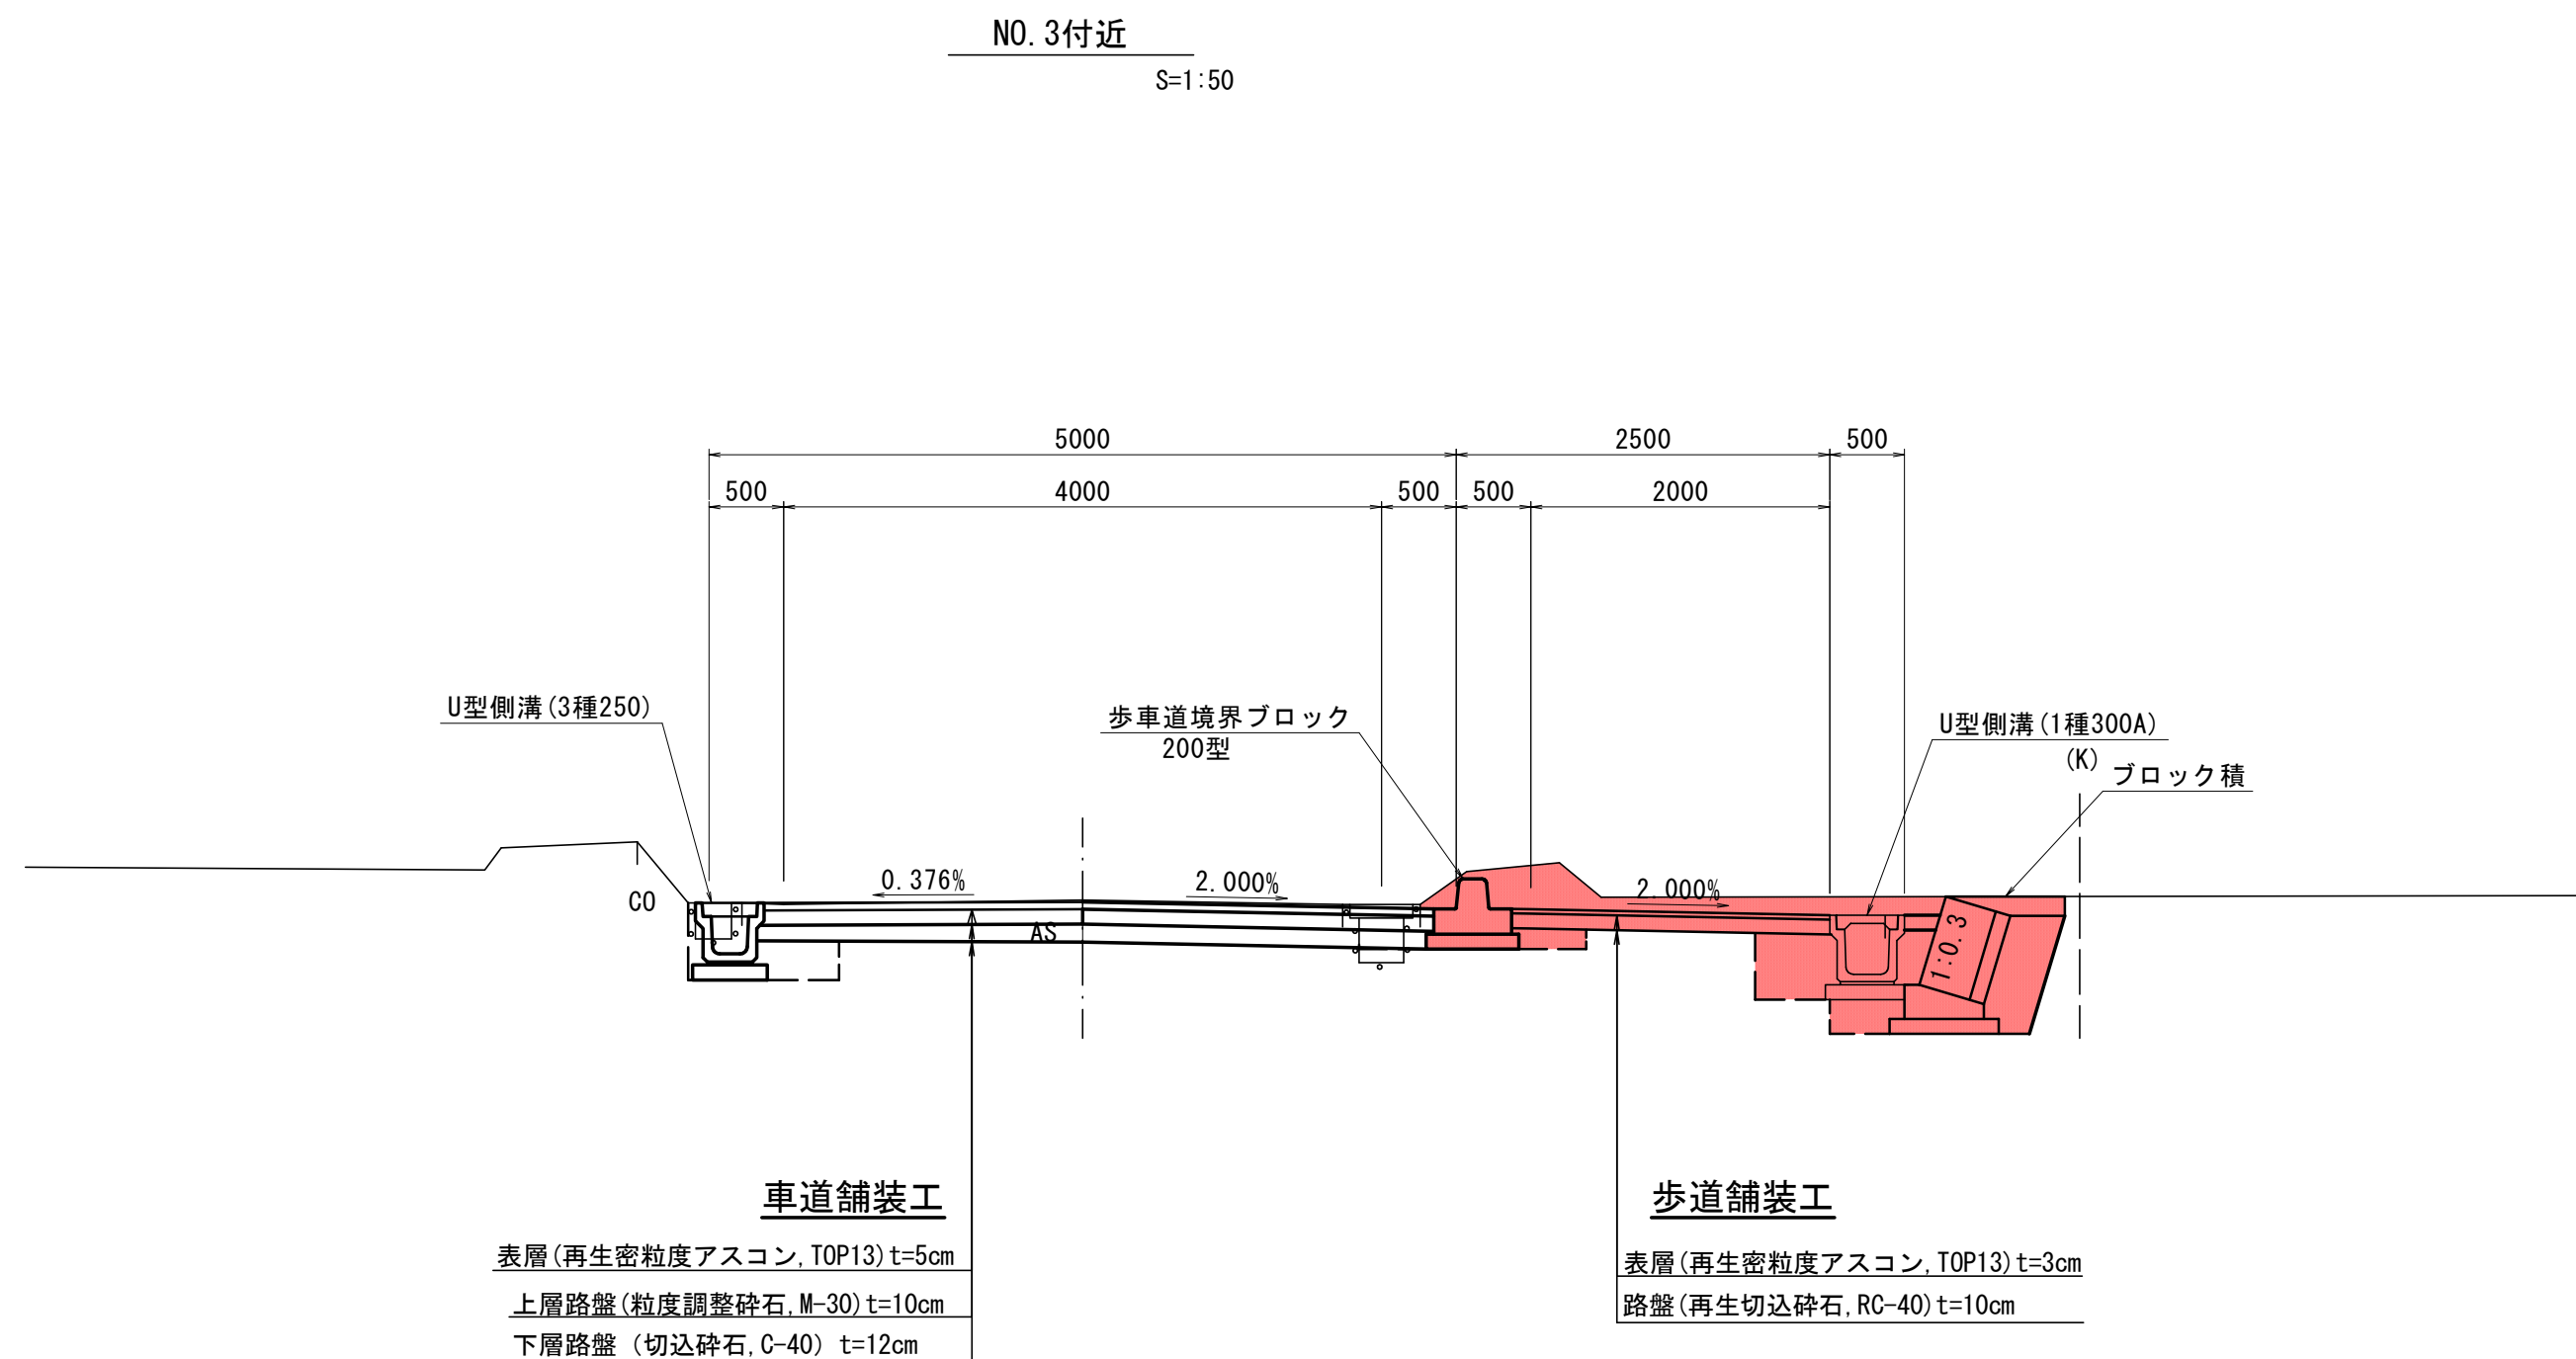 NO.3付近
S=1:50
5000
2500
500
500
4000
500
500
2000
U型側溝(3種250)
歩車道境界ブロック
200型
U型側溝(1種300A)
(K)
ブロック積
CO
0.376%
2.000%
2.000%
AS
1:0.3
車道舗装工
表層(再生密粒度アスコン,TOP13)t=5cm
上層路盤(粒度調整砕石,M-30)t=10cm
下層路盤 (切込砕石,C-40) t=12cm
歩道舗装工
表層(再生密粒度アスコン,TOP13)t=3cm
路盤(再生切込砕石,RC-40)t=10cm